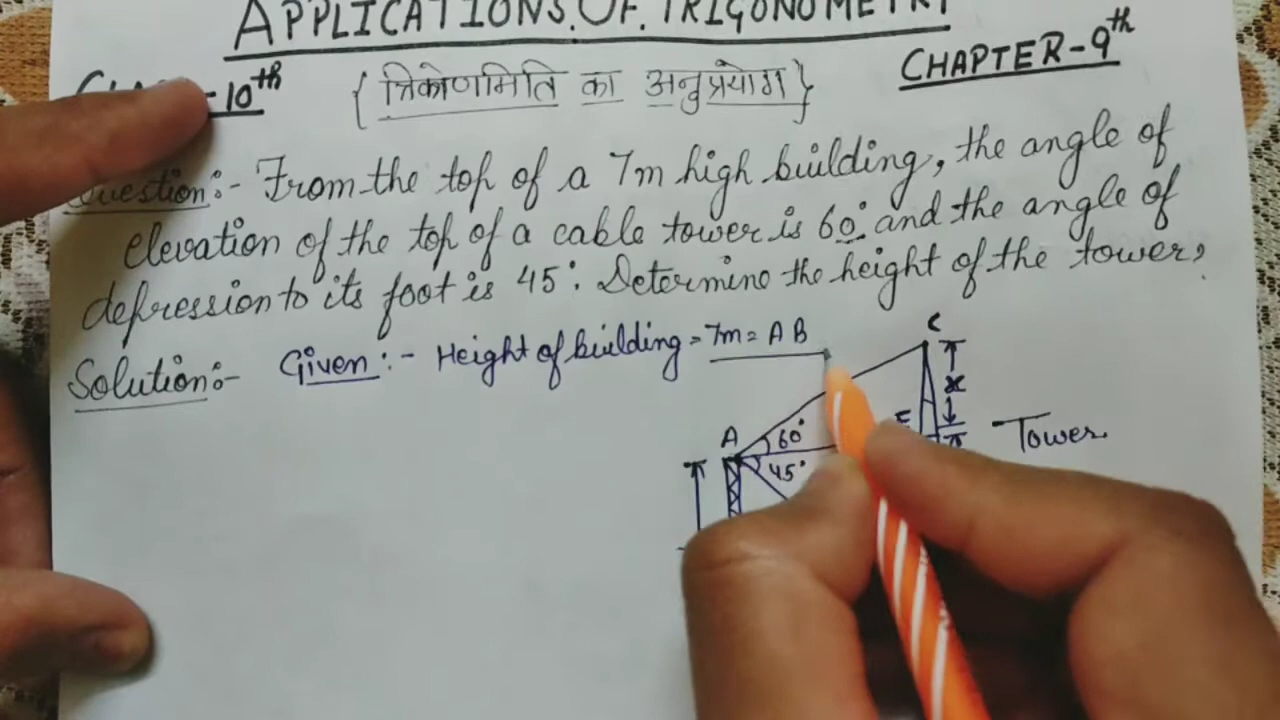 APPLICATIONS.OF.TRIGONOMETRY
-10th
{त्रिकोणमिति का अनुप्रयोग}
CHAPTER-9th
Question:- From the top of a 7m high building, the angle of
elevation of the top of a cable tower is 60° and the angle of
depression to its foot is 45°. Determine the height of the tower,
Solution:- Given:- Height of building = 7m = AB
C
x
E
A 60°
45°
Tower.